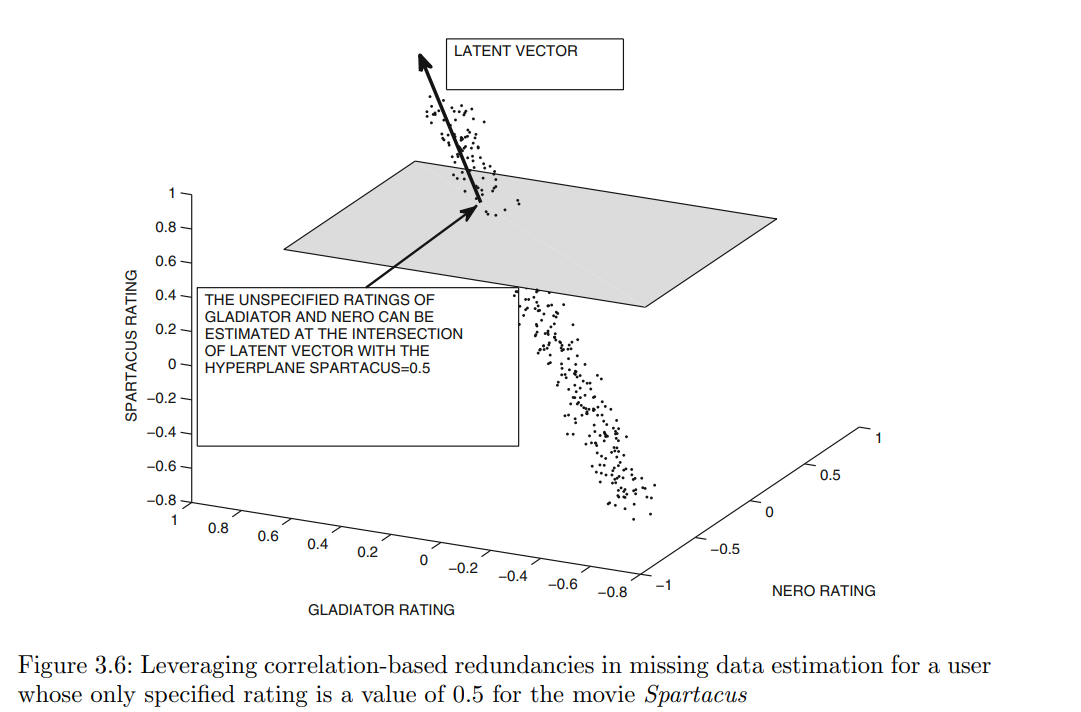 LATENT VECTOR
1
0.8
0.6
0.4
0.2
0
−0.2
−0.4
−0.6
−0.8
SPARTACUS RATING
THE UNSPECIFIED RATINGS OF
GLADIATOR AND NERO CAN BE
ESTIMATED AT THE INTERSECTION
OF LATENT VECTOR WITH THE
HYPERPLANE SPARTACUS=0.5
1
0.8
0.6
0.4
0.2
0
−0.2
−0.4
−0.6
−0.8
GLADIATOR RATING
−1
−0.5
0
0.5
1
NERO RATING
Figure 3.6: Leveraging correlation-based redundancies in missing data estimation for a user
whose only specified rating is a value of 0.5 for the movie Spartacus